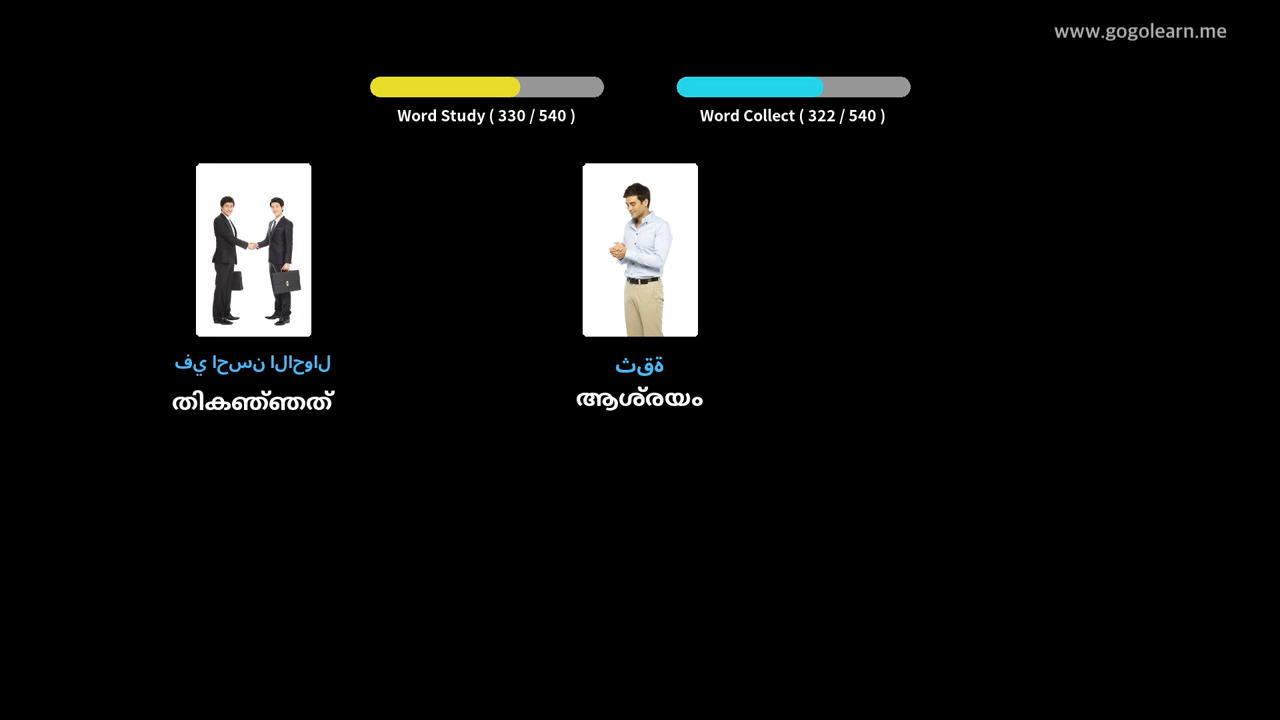 www.gogolearn.me
Word Study ( 330 / 540 )
Word Collect ( 322 / 540 )
في احسن الاحوال
ثقة
തികഞ്ഞത്
ആശ്രയം